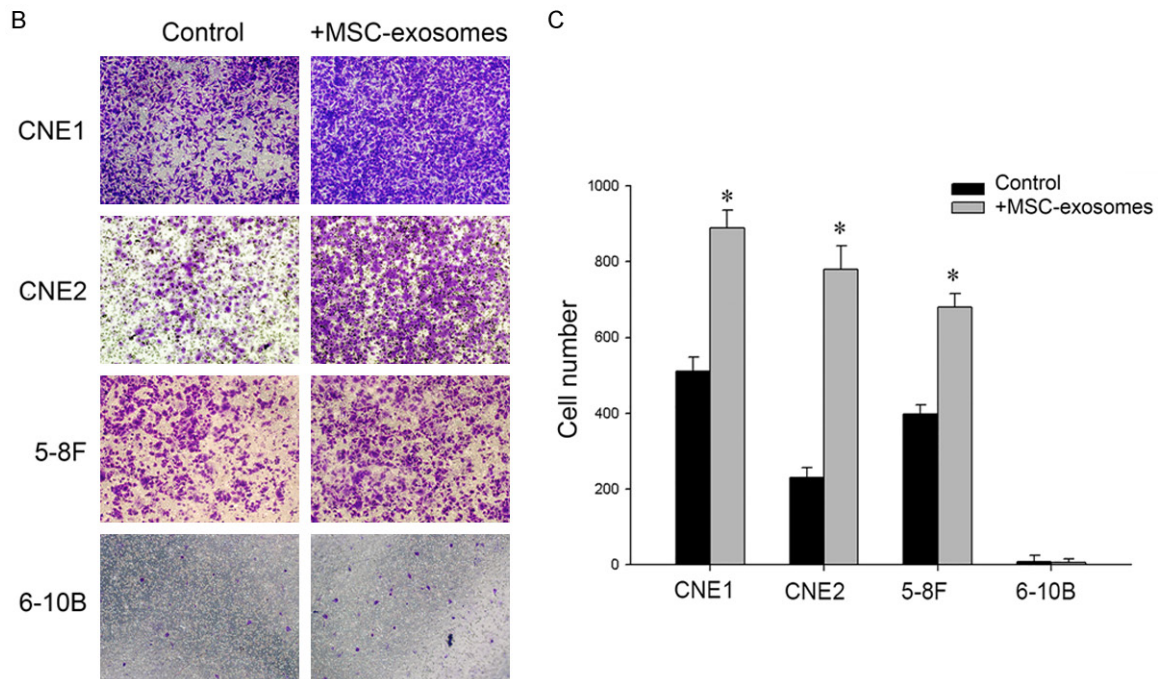 B
Control +MSC-exosomes
CNE1
CNE2
5-8F
6-10B
C
Control
+MSC-exosomes
Cell number
1000
800
600
400
200
0
* * *
CNE1 CNE2 5-8F 6-10B